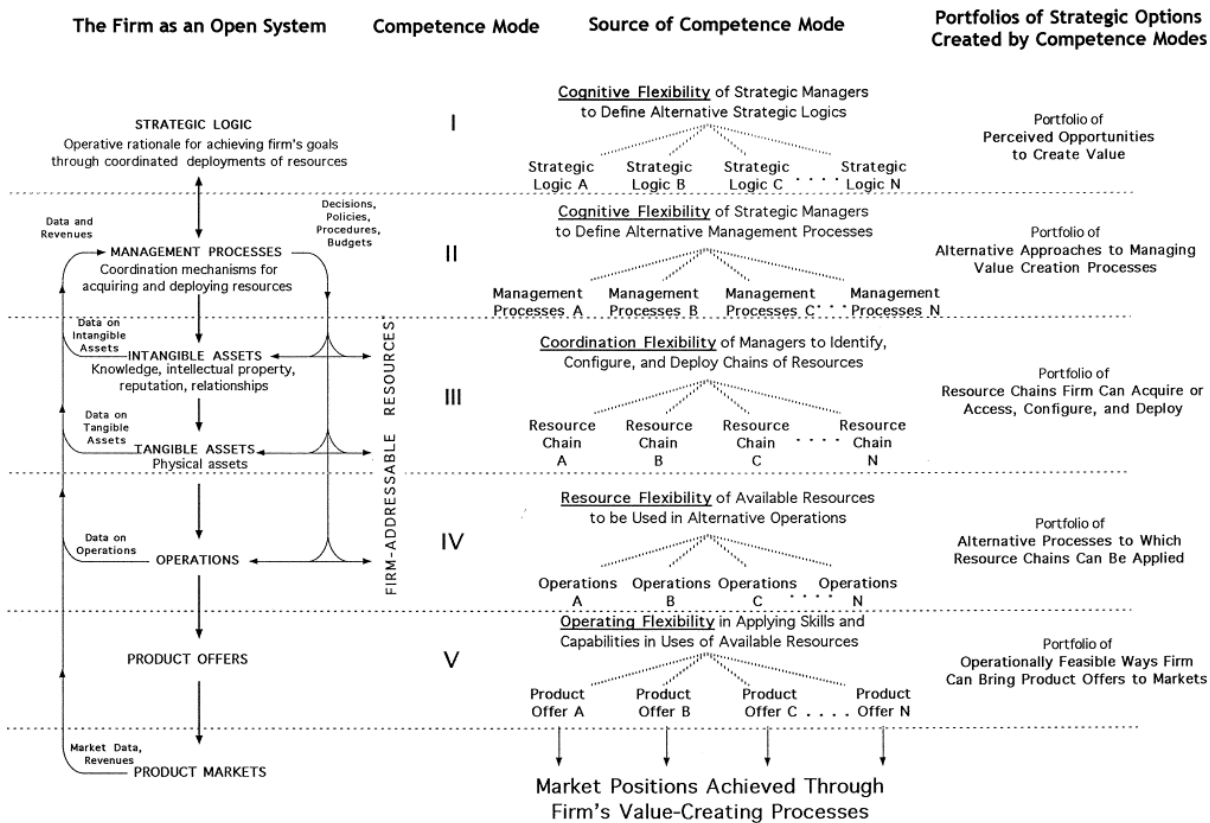 The Firm as an Open System
Competence Mode
Source of Competence Mode
Portfolios of Strategic Options
Created by Competence Modes
STRATEGIC LOGIC
Operative rationale for achieving firm's goals
through coordinated deployments of resources
I
Cognitive Flexibility of Strategic Managers
to Define Alternative Strategic Logics
Strategic
Logic A
Strategic
Logic B
Strategic
Logic C
. . . .
Strategic
Logic N
Portfolio of
Perceived Opportunities
to Create Value
Data and
Revenues
Decisions,
Policies,
Procedures,
Budgets
MANAGEMENT PROCESSES
Coordination mechanisms for
acquiring and deploying resources
II
Cognitive Flexibility of Strategic Managers
to Define Alternative Management Processes
Management
Processes A
Management
Processes B
Management
Processes C
. . . .
Management
Processes N
Portfolio of
Alternative Approaches to Managing
Value Creation Processes
Data on
Intangible
Assets
INTANGIBLE ASSETS
Knowledge, intellectual property,
reputation, relationships
Data on
Tangible
Assets
TANGIBLE ASSETS
Physical assets
FIRM-ADDRESSABLE RESOURCES
III
Coordination Flexibility of Managers to Identify,
Configure, and Deploy Chains of Resources
Resource
Chain
A
Resource
Chain
B
Resource
Chain
C
. . . .
Resource
Chain
N
Portfolio of
Resource Chains Firm Can Acquire or
Access, Configure, and Deploy
Data on
Operations
OPERATIONS
IV
Resource Flexibility of Available Resources
to be Used in Alternative Operations
Operations
A
Operations
B
Operations
C
. . . .
Operations
N
Portfolio of
Alternative Processes to Which
Resource Chains Can Be Applied
PRODUCT OFFERS
V
Operating Flexibility in Applying Skills and
Capabilities in Uses of Available Resources
Product
Offer A
Product
Offer B
Product
Offer C
. . . .
Product
Offer N
Portfolio of
Operationally Feasible Ways Firm
Can Bring Product Offers to Markets
Market Data,
Revenues
PRODUCT MARKETS
Market Positions Achieved Through
Firm's Value-Creating Processes